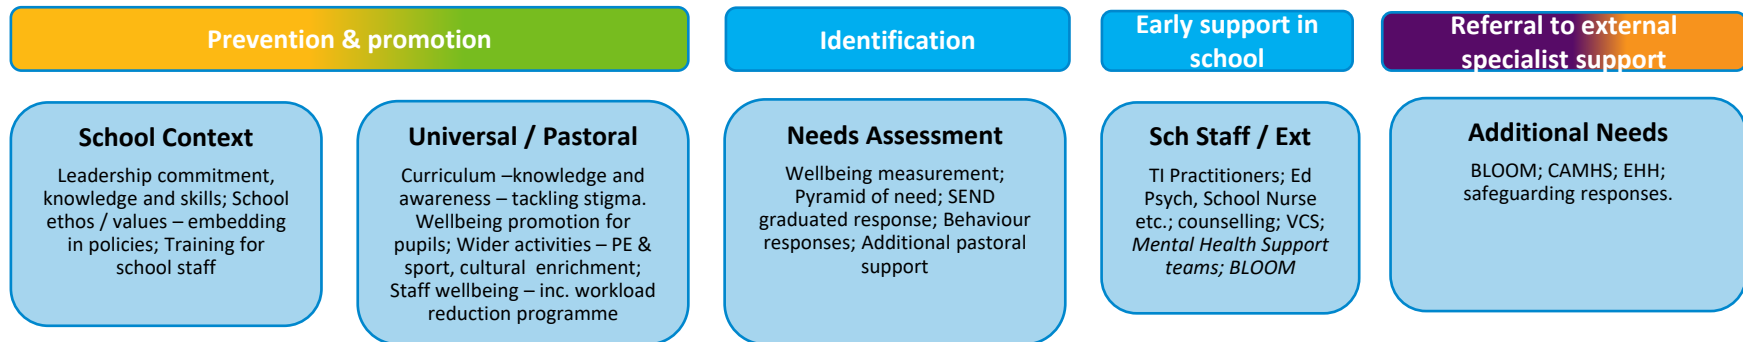 Prevention & promotion
Identification
Early support in
school
Referral to external
specialist support
School Context
Leadership commitment,
knowledge and skills; School
ethos / values – embedding
in policies; Training for
school staff
Universal / Pastoral
Curriculum –knowledge and
awareness – tackling stigma.
Wellbeing promotion for
pupils; Wider activities – PE &
sport, cultural enrichment;
Staff wellbeing – inc. workload
reduction programme
Needs Assessment
Wellbeing measurement;
Pyramid of need; SEND
graduated response; Behaviour
responses; Additional pastoral
support
Sch Staff / Ext
TI Practitioners; Ed
Psych, School Nurse
etc.; counselling; VCS;
Mental Health Support
teams; BLOOM
Additional Needs
BLOOM; CAMHS; EHH;
safeguarding responses.